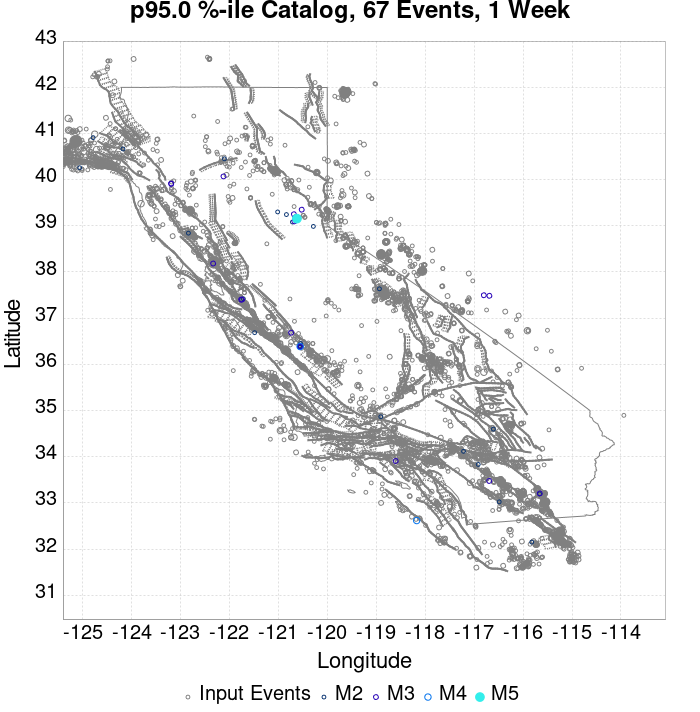 p95.0 %-ile Catalog, 67 Events, 1 Week
43
42
41
40
39
38
37
36
35
34
33
32
31
Latitude
-125 -124 -123 -122 -121 -120 -119 -118 -117 -116 -115 -114
Longitude
Input Events M2 M3 M4 M5